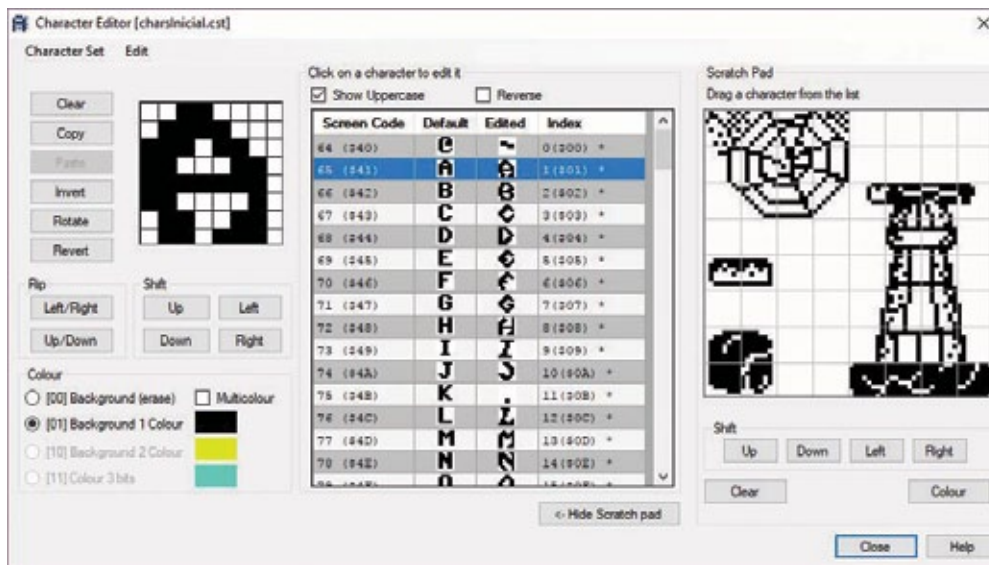 Character Editor [charsInicial.cst]
Character Set Edit
Clear
Copy
Paste
Invert
Rotate
Revert
Flip
Left/Right
Up/Down
Shift
Up Left
Down Right
Colour
[00] Background (erase) Multicolour
[01] Background 1 Colour
[10] Background 2 Colour
[11] Colour 3 bits
Click on a character to edit it
Show Uppercase Reverse
Screen Code Default Edited Index
64 ($40) @ 0($00) *
65 ($41) A A 1($01) *
66 ($42) B B 2($02) *
67 ($43) C C 3($03) *
68 ($44) D D 4($04) *
69 ($45) E E 5($05) *
70 ($46) F F 6($06) *
71 ($47) G G 7($07) *
72 ($48) H H 8($08) *
73 ($49) I I 9($09) *
74 ($4A) J J 10($0A) *
75 ($4B) K . 11($0B) *
76 ($4C) L L 12($0C) *
77 ($4D) M M 13($0D) *
78 ($4E) N N 14($0E) *
<- Hide Scratch pad
Scratch Pad
Drag a character from the list
Shift
Up Down Left Right
Clear Colour
Close Help